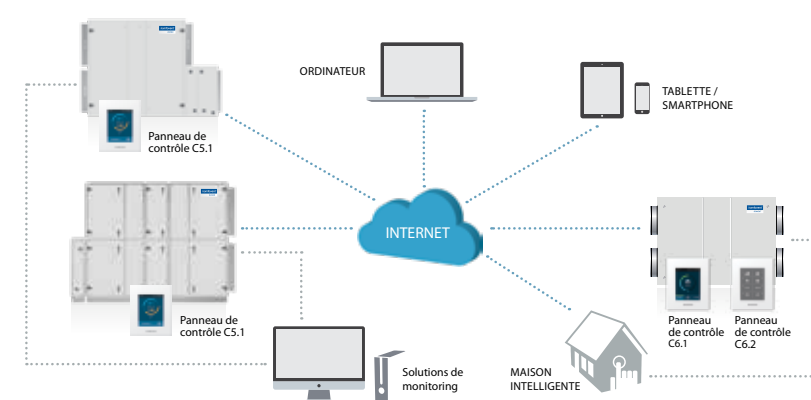 ORDINATEUR
TABLETTE /
SMARTPHONE
Panneau de
contrôle C5.1
INTERNET
Panneau de
contrôle C5.1
Panneau
de contrôle
C6.1
Panneau
de contrôle
C6.2
Solutions de
monitoring
MAISON
INTELLIGENTE